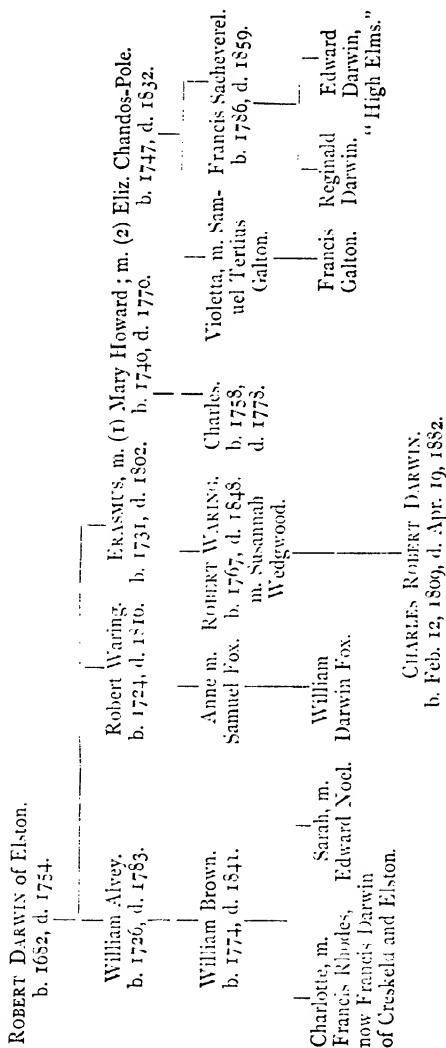 ROBERT DARWIN of Elston.
b. 1682, d. 1754.
William Alvey.
b. 1726, d. 1783.
Robert Waring.
b. 1724, d. 1816.
ERASMUS, m. (1) Mary Howard; m. (2) Eliz. Chandos-Pole.
b. 1731, d. 1802. b. 1740, d. 1770. b. 1747, d. 1832.
William Brown.
b. 1774, d. 1841.
Anne m.
Samuel Fox.
ROBERT WARING.
b. 1767, d. 1848.
m. Susannah
Wedgwood.
Charles.
b. 1758,
d. 1778.
Violetta, m. Sam-
uel Tertius
Galton.
Francis Sacheverel.
b. 1786, d. 1859.
Charlotte, m.
Francis Rhodes,
now Francis Darwin
of Creskeld and Elston.
Sarah, m.
Edward Noel.
William
Darwin Fox.
Francis
Galton.
Reginald
Darwin.
Edward
Darwin,
"High Elms."
CHARLES ROBERT DARWIN.
b. Feb. 12, 1809, d. Apr. 19, 1882.